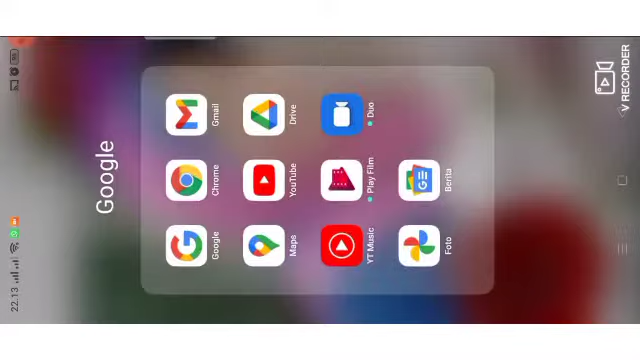 22.13
Google
Google
Chrome
Gmail
Maps
YouTube
Drive
YT Music
Play Film
Duo
Foto
Berita
V RECORDER